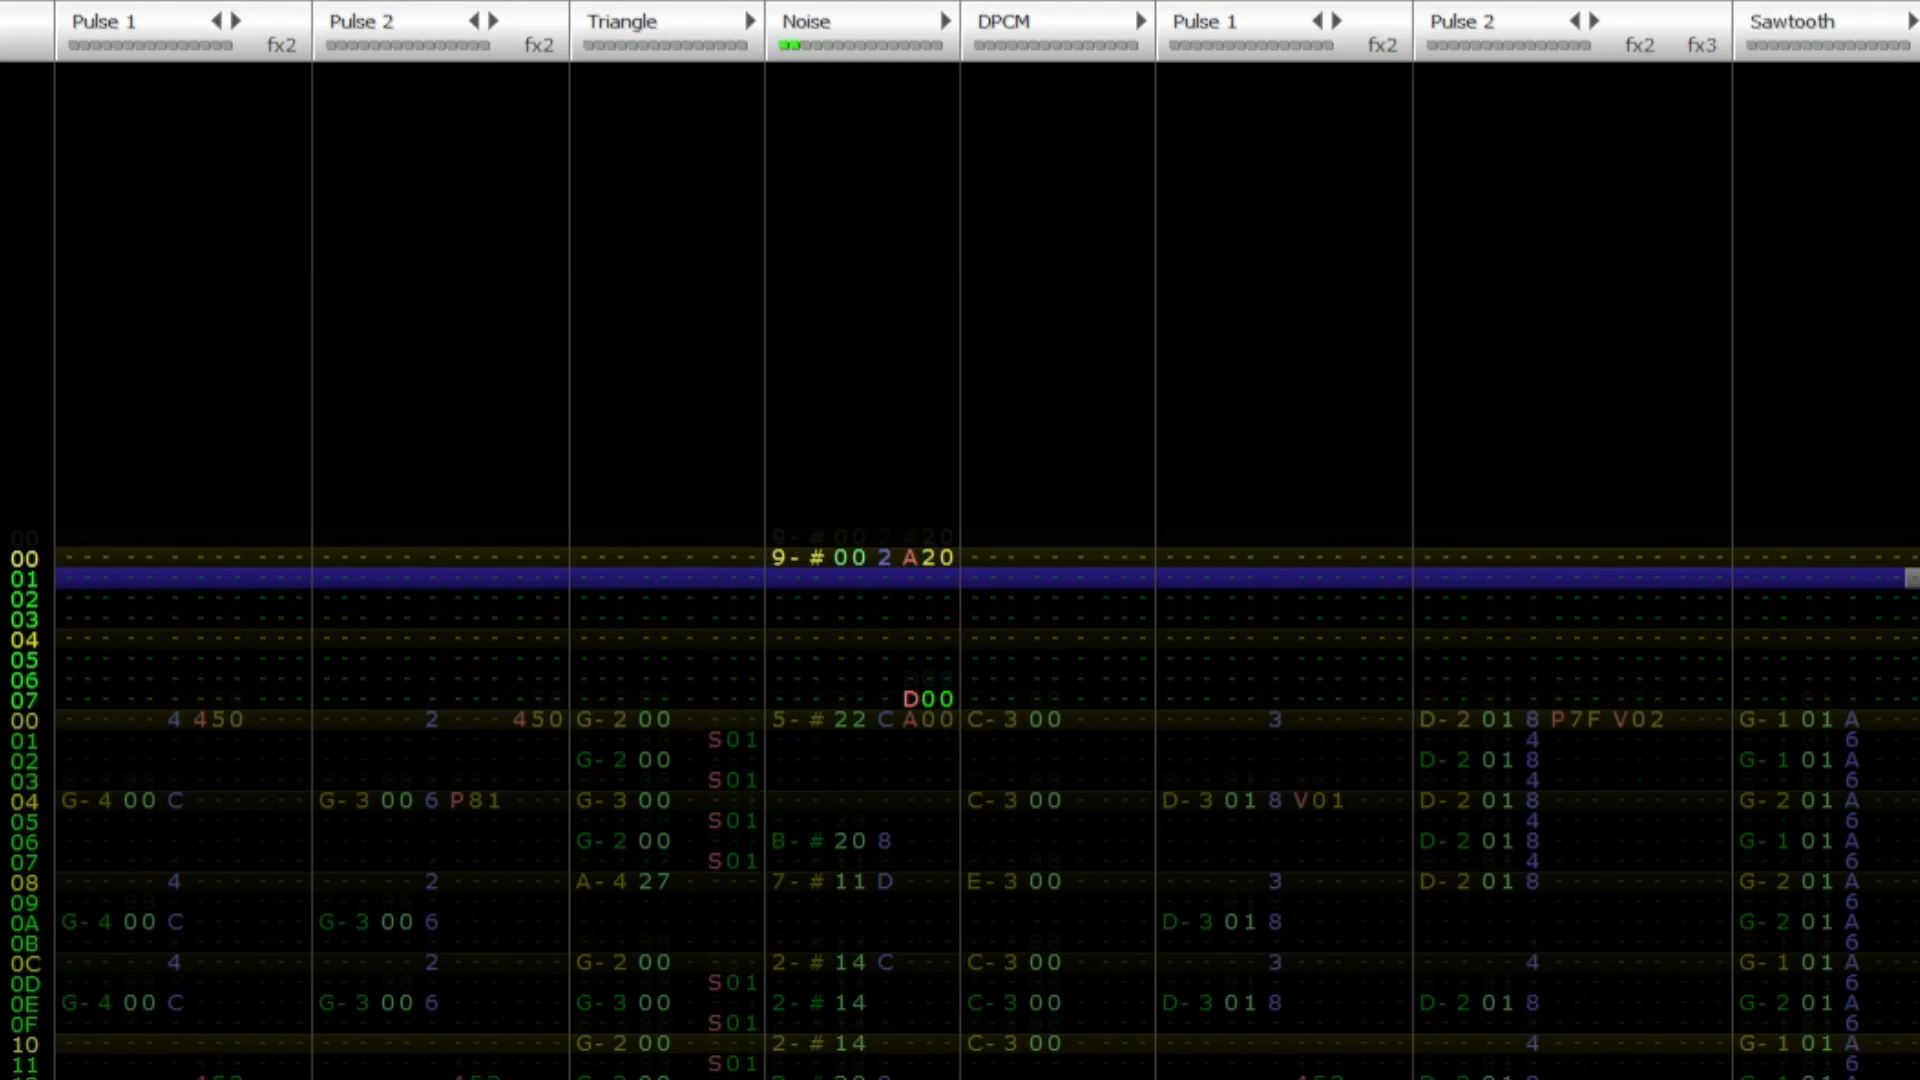 Pulse 1 Pulse 2 Triangle Noise DPCM Pulse 1 Pulse 2 Sawtooth
fx2 fx2 fx2 fx2 fx3
00 9-# 00 2 A20
01
02
03
04
05
06
07 D00
00 4 450 2 450 G-2 00 5-# 22 C A00 C-3 00 3 D-2 01 8 P7F V02 G-1 01 A
01 S01 4 6
02 G-2 00 D-2 01 8 G-1 01 A
03 S01 4 6
04 G-4 00 C G-3 00 6 P81 G-3 00 C-3 00 D-3 01 8 V01 D-2 01 8 G-2 01 A
05 S01 4 6
06 G-2 00 B-# 20 8 D-2 01 8 G-1 01 A
07 S01 4 6
08 4 2 A-4 27 7-# 11 D E-3 00 3 D-2 01 8 G-2 01 A
09 6
0A G-4 00 C G-3 00 6 D-3 01 8 G-2 01 A
0B 6
0C 4 2 G-2 00 2-# 14 C C-3 00 3 4 G-1 01 A
0D S01 6
0E G-4 00 C G-3 00 6 G-3 00 2-# 14 C-3 00 D-3 01 8 D-2 01 8 G-2 01 A
0F S01 6
10 G-2 00 2-# 14 C-3 00 4 G-1 01 A
11 S01 6